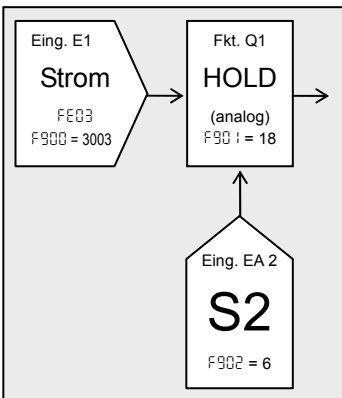 Eing. E1
Strom
FE03
F900 = 3003
Fkt. Q1
HOLD
(analog)
F901 = 18
Eing. EA 2
S2
F902 = 6